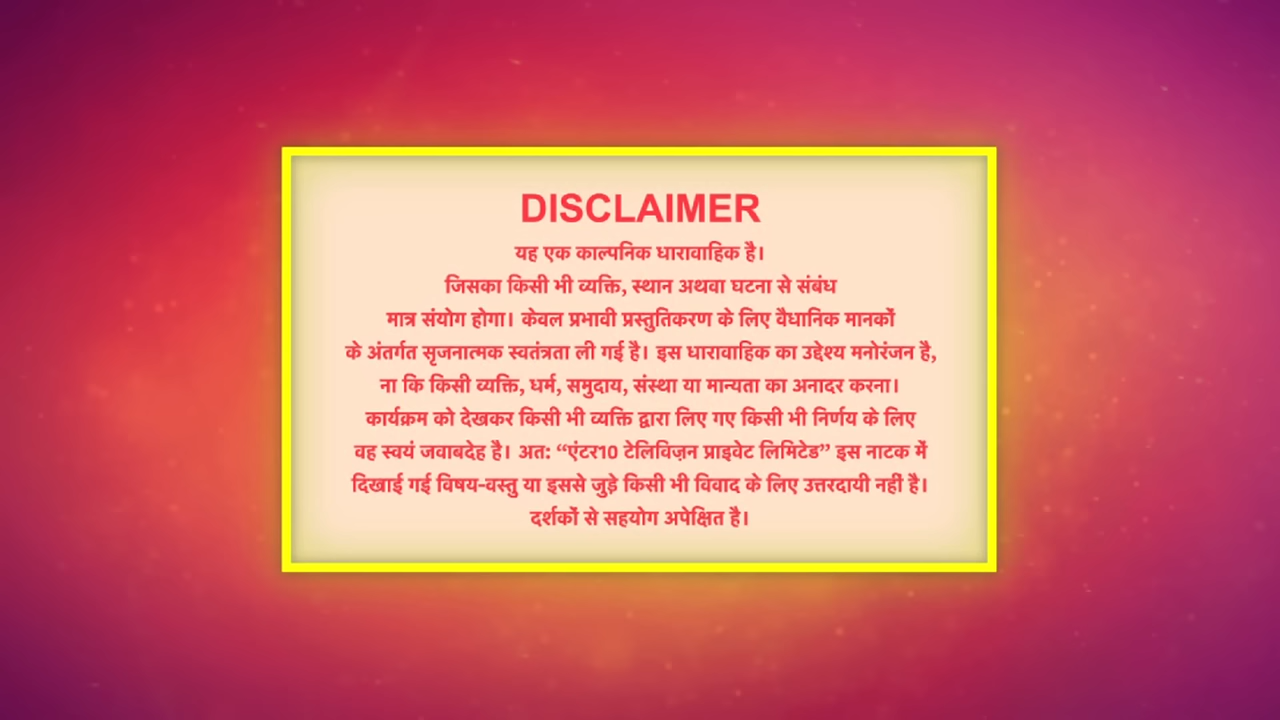 DISCLAIMER
यह एक काल्पनिक धारावाहिक है।
जिसका किसी भी व्यक्ति, स्थान अथवा घटना से संबंध
मात्र संयोग होगा। केवल प्रभावी प्रस्तुतिकरण के लिए वैधानिक मानकों
के अंतर्गत सृजनात्मक स्वतंत्रता ली गई है। इस धारावाहिक का उद्देश्य मनोरंजन है,
ना कि किसी व्यक्ति, धर्म, समुदाय, संस्था या मान्यता का अनादर करना।
कार्यक्रम को देखकर किसी भी व्यक्ति द्वारा लिए गए किसी भी निर्णय के लिए
वह स्वयं जवाबदेह है। अत: “एंटर10 टेलिविज़न प्राइवेट लिमिटेड” इस नाटक में
दिखाई गई विषय-वस्तु या इससे जुड़े किसी भी विवाद के लिए उत्तरदायी नहीं है।
दर्शकों से सहयोग अपेक्षित है।